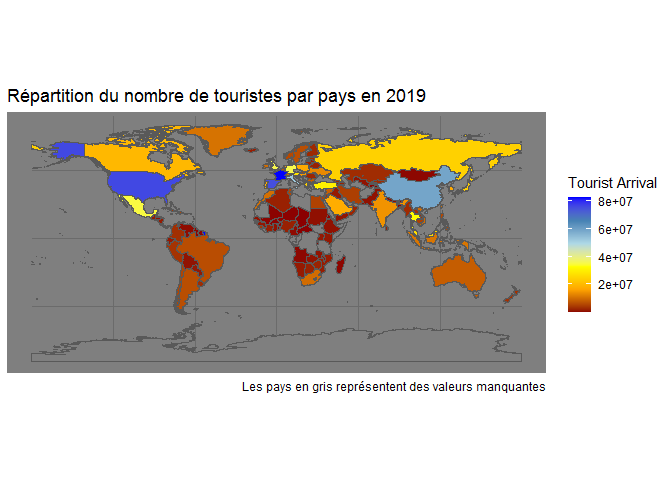 Répartition du nombre de touristes par pays en 2019
Tourist Arrival
8e+07
6e+07
4e+07
2e+07
Les pays en gris représentent des valeurs manquantes